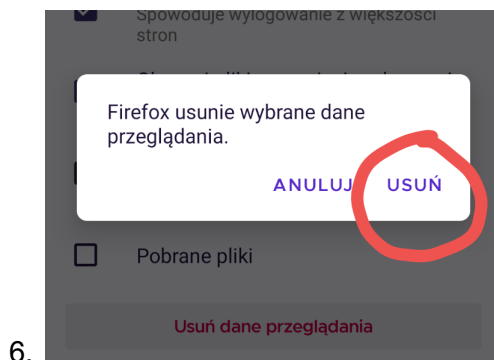 Spowoduje wylogowanie z większości
stron
Firefox usunie wybrane dane
przeglądania.
ANULUJ USUŃ
Pobrane pliki
Usuń dane przeglądania
6.